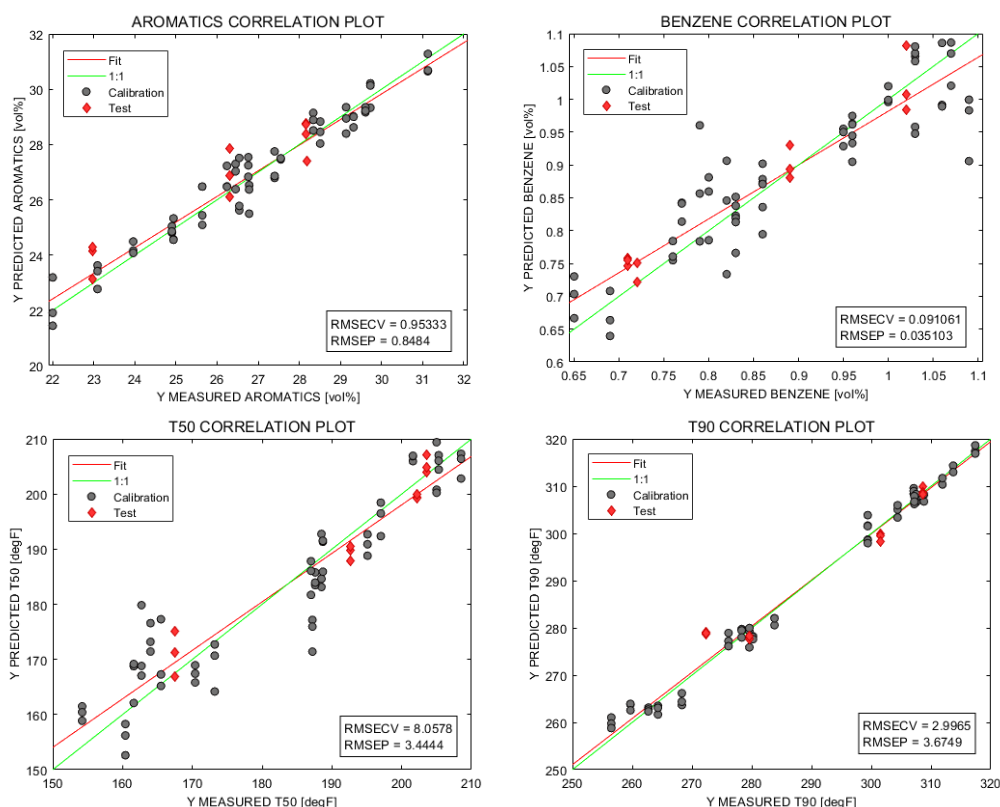 AROMATICS CORRELATION PLOT
32
30
28
26
24
22
20
Y PREDICTED AROMATICS [vol%]
Fit
1:1
Calibration
Test
RMSECV = 0.95333
RMSEP = 0.8484
22 23 24 25 26 27 28 29 30 31 32
Y MEASURED AROMATICS [vol%]
BENZENE CORRELATION PLOT
1.1
1.05
1
0.95
0.9
0.85
0.8
0.75
0.7
0.65
0.6
Y PREDICTED BENZENE [vol%]
Fit
1:1
Calibration
Test
RMSECV = 0.091061
RMSEP = 0.035103
0.65 0.7 0.75 0.8 0.85 0.9 0.95 1 1.05 1.1
Y MEASURED BENZENE [vol%]
T50 CORRELATION PLOT
210
200
190
180
170
160
150
Y PREDICTED T50 [degF]
Fit
1:1
Calibration
Test
RMSECV = 8.0578
RMSEP = 3.4444
150 160 170 180 190 200 210
Y MEASURED T50 [degF]
T90 CORRELATION PLOT
320
310
300
290
280
270
260
250
Y PREDICTED T90 [degF]
Fit
1:1
Calibration
Test
RMSECV = 2.9965
RMSEP = 3.6749
250 260 270 280 290 300 310 320
Y MEASURED T90 [degF]